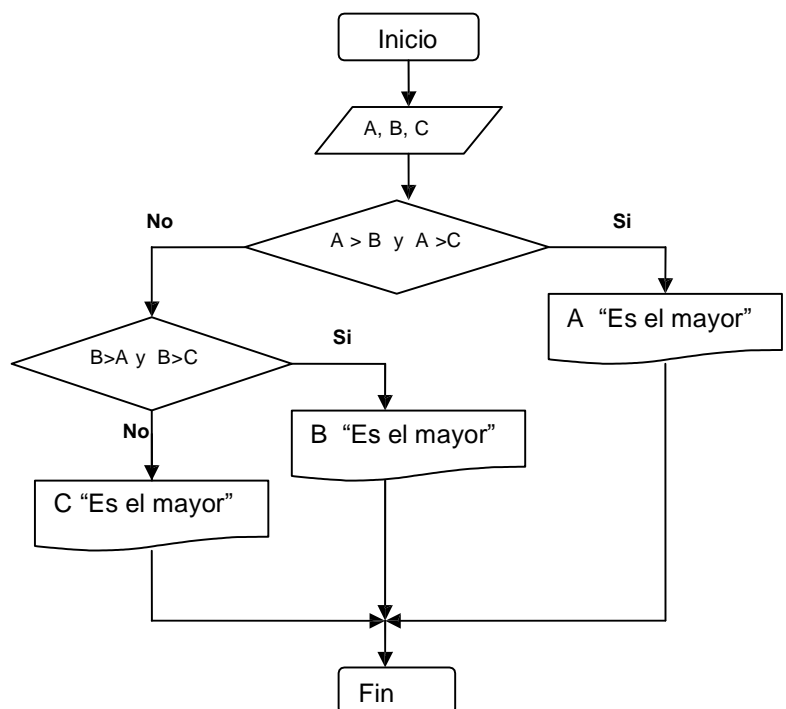 Inicio
A, B, C
No
Si
A > B y A >C
A “Es el mayor”
B>A y B>C
Si
No
B “Es el mayor”
C “Es el mayor”
Fin